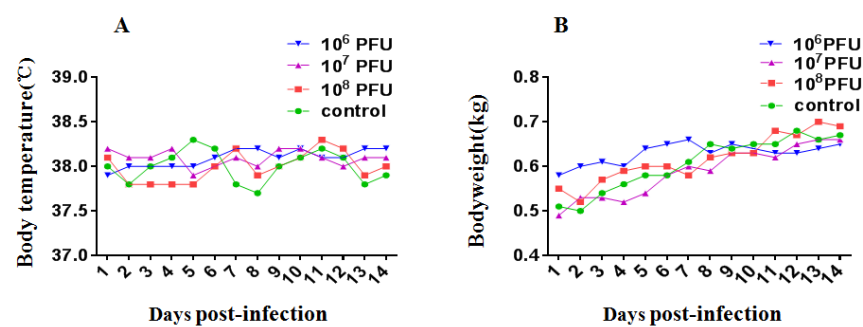 A
10⁶ PFU
10⁷ PFU
10⁸ PFU
control
Body temperature(℃)
39.0
38.5
38.0
37.5
37.0
1 2 3 4 5 6 7 8 9 10 11 12 13 14
Days post-infection
B
10⁶PFU
10⁷PFU
10⁸PFU
control
Bodyweight(kg)
0.8
0.7
0.6
0.5
0.4
1 2 3 4 5 6 7 8 9 10 11 12 13 14
Days post-infection